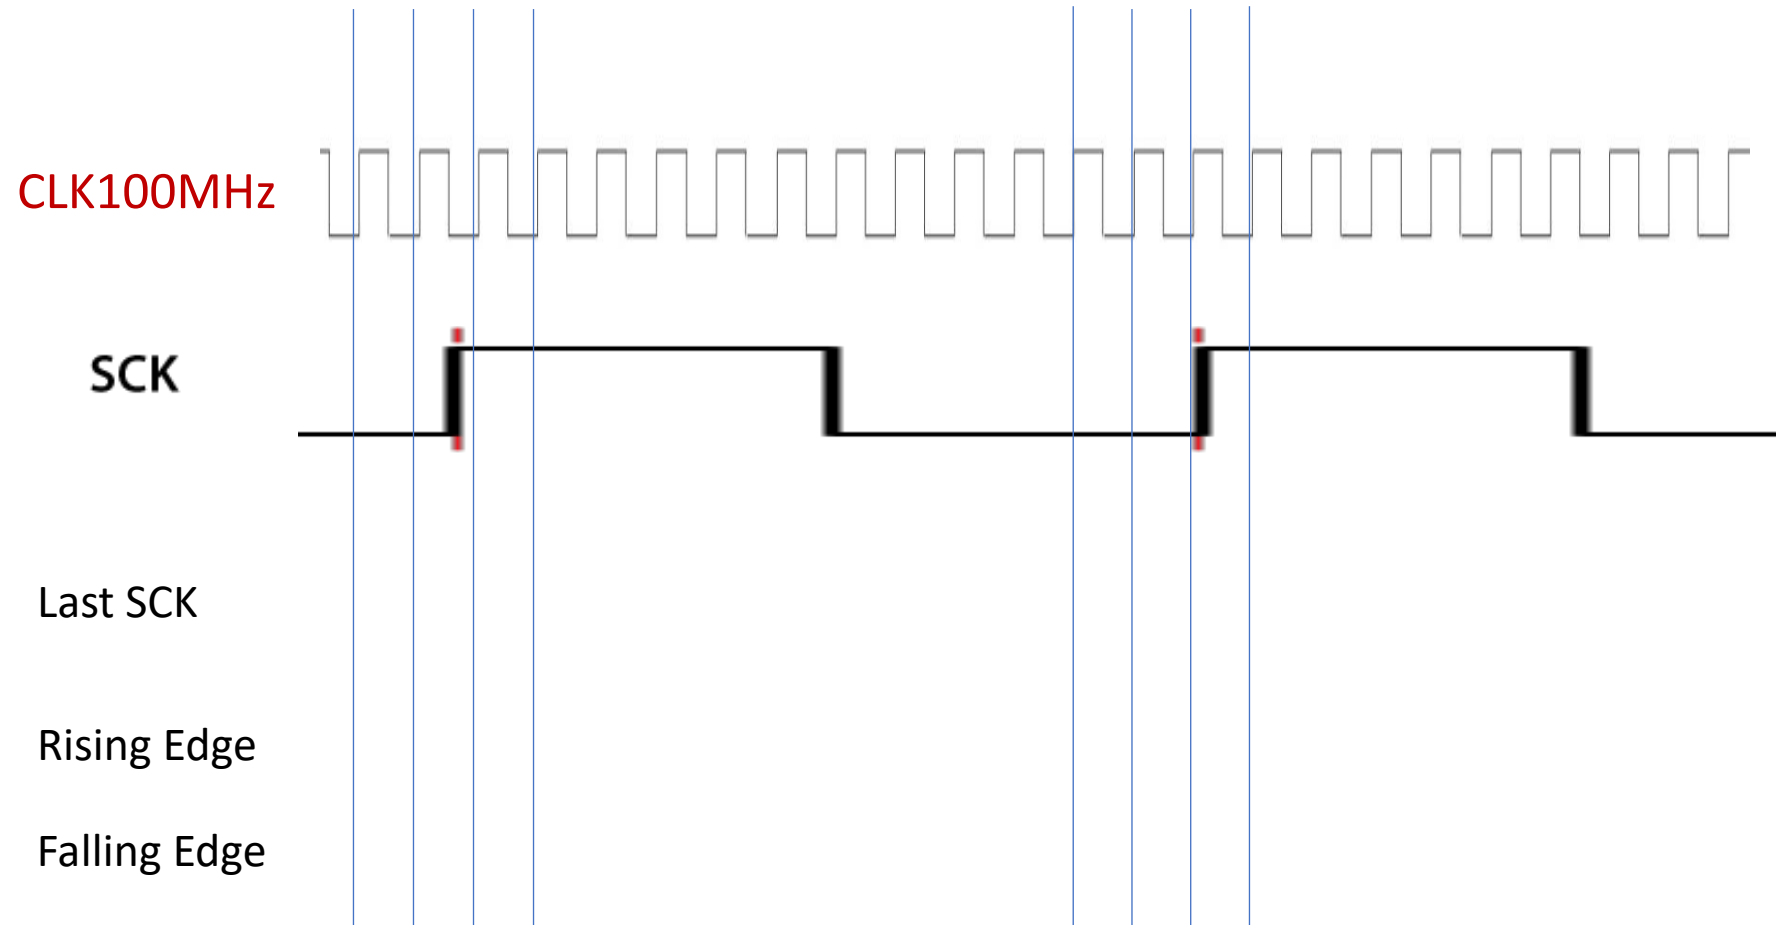 CLK100MHz
SCK
Last SCK
Rising Edge
Falling Edge